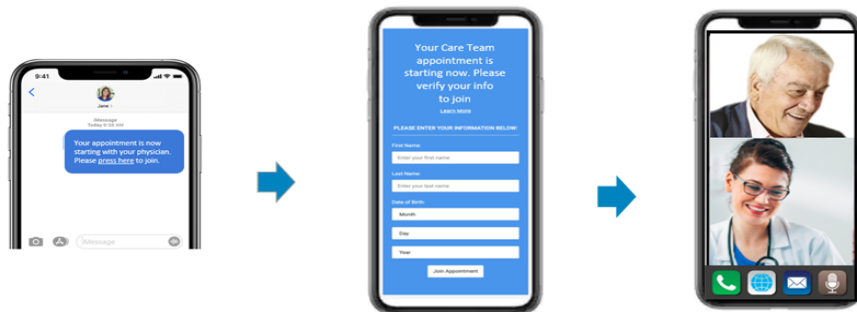 9:41
Jane
iMessage
Today 9:38 AM
Your appointment is now
starting with your physician.
Please press here to join.
iMessage
Your Care Team
appointment is
starting now. Please
verify your info
to join
Learn More
PLEASE ENTER YOUR INFORMATION BELOW:
First Name:
Enter your first name
Last Name:
Enter your last name
Date of Birth:
Month
Day
Year
Join Appointment